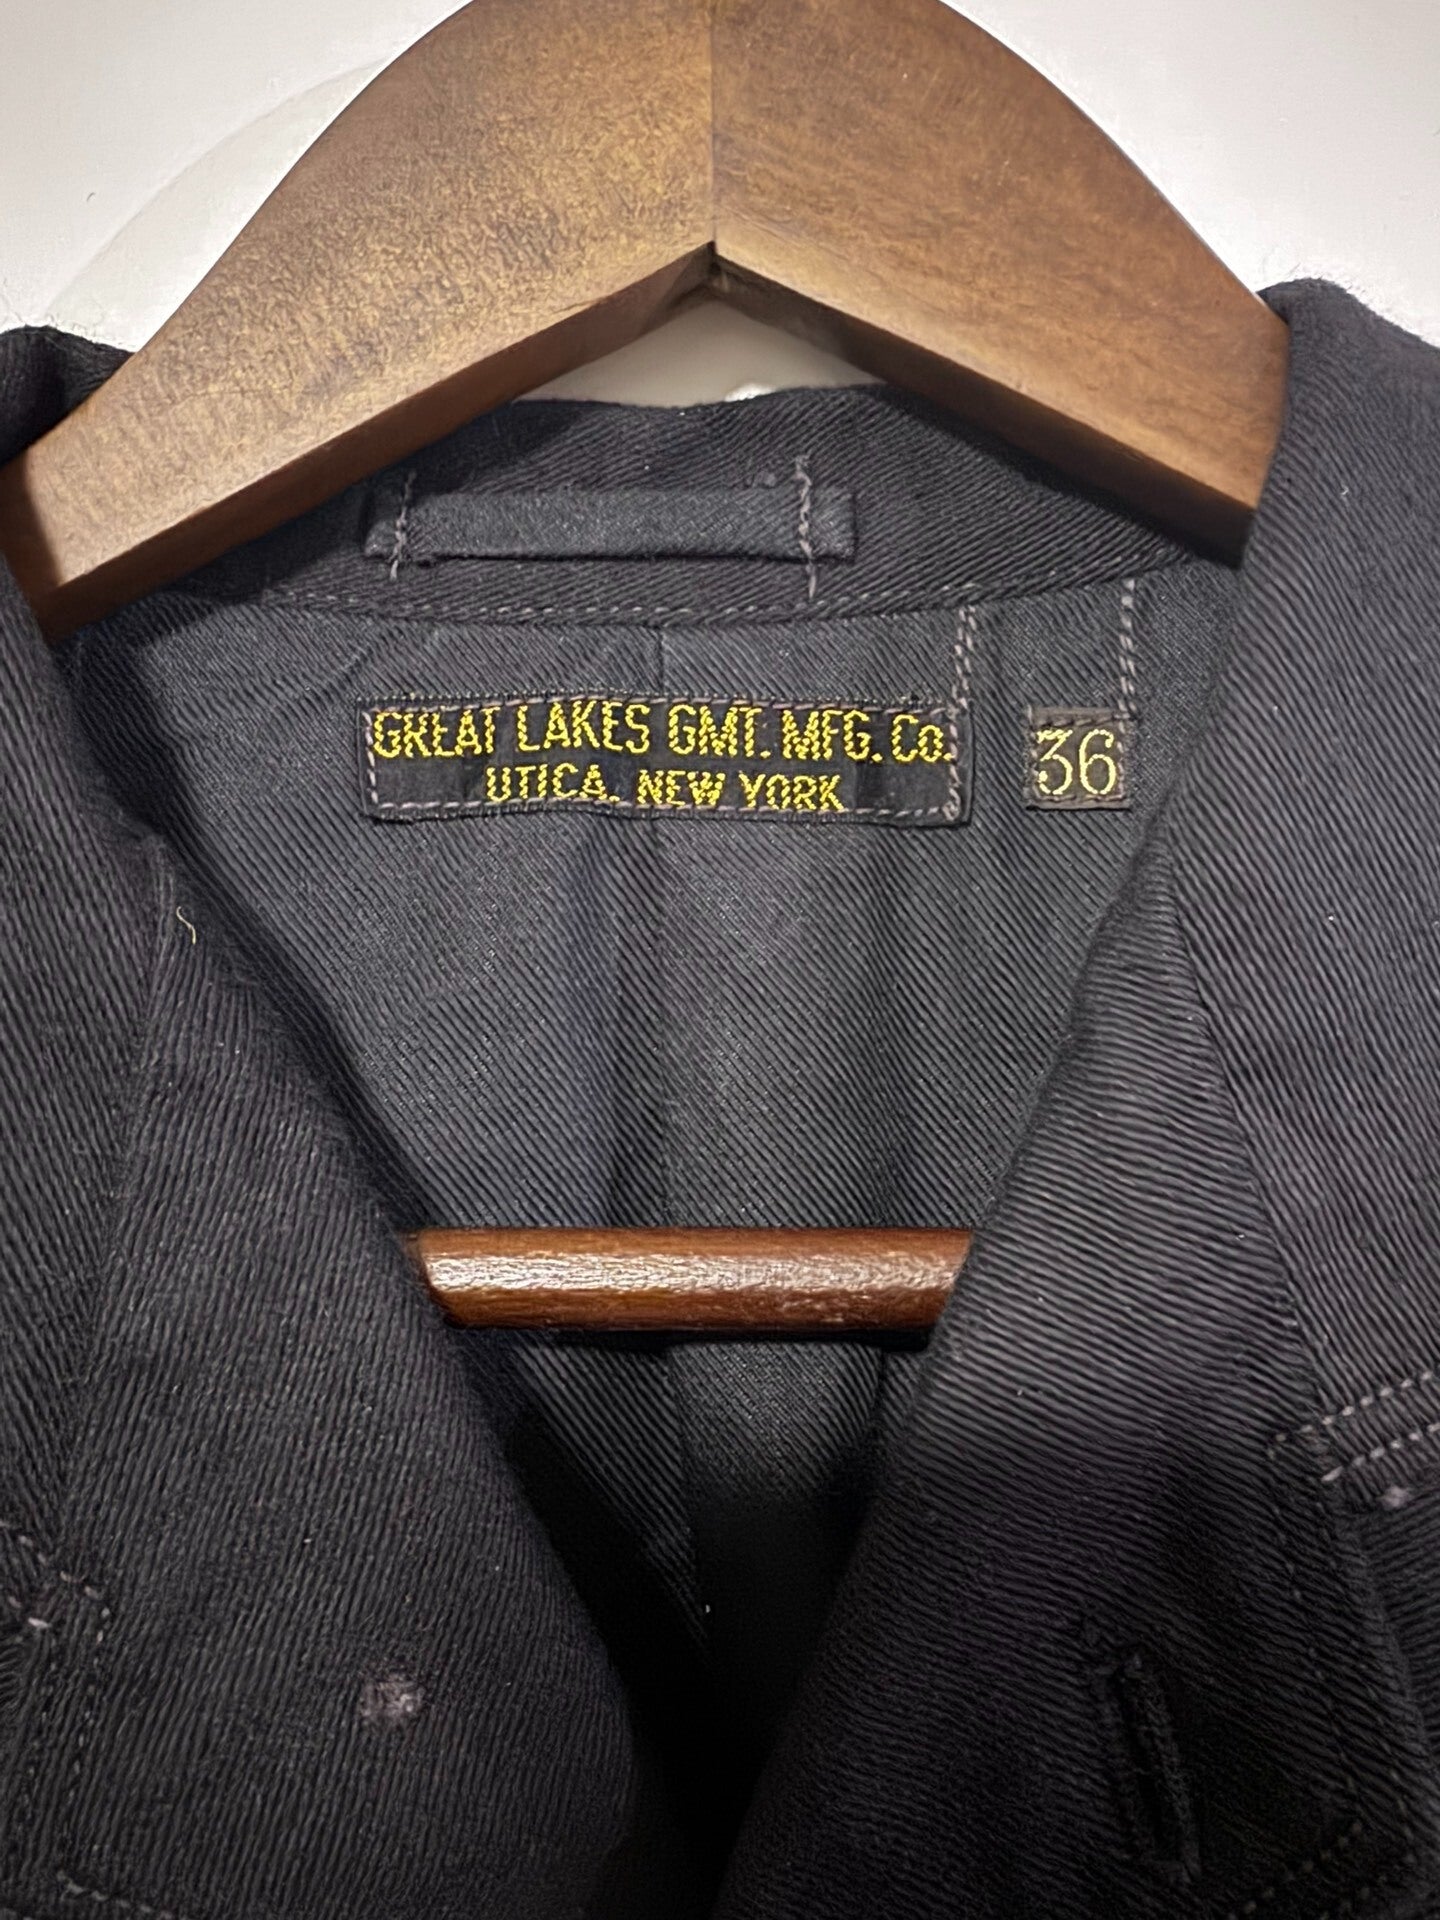 GREAT LAKES GMT. MFG. Co.
UTICA, NEW YORK
36